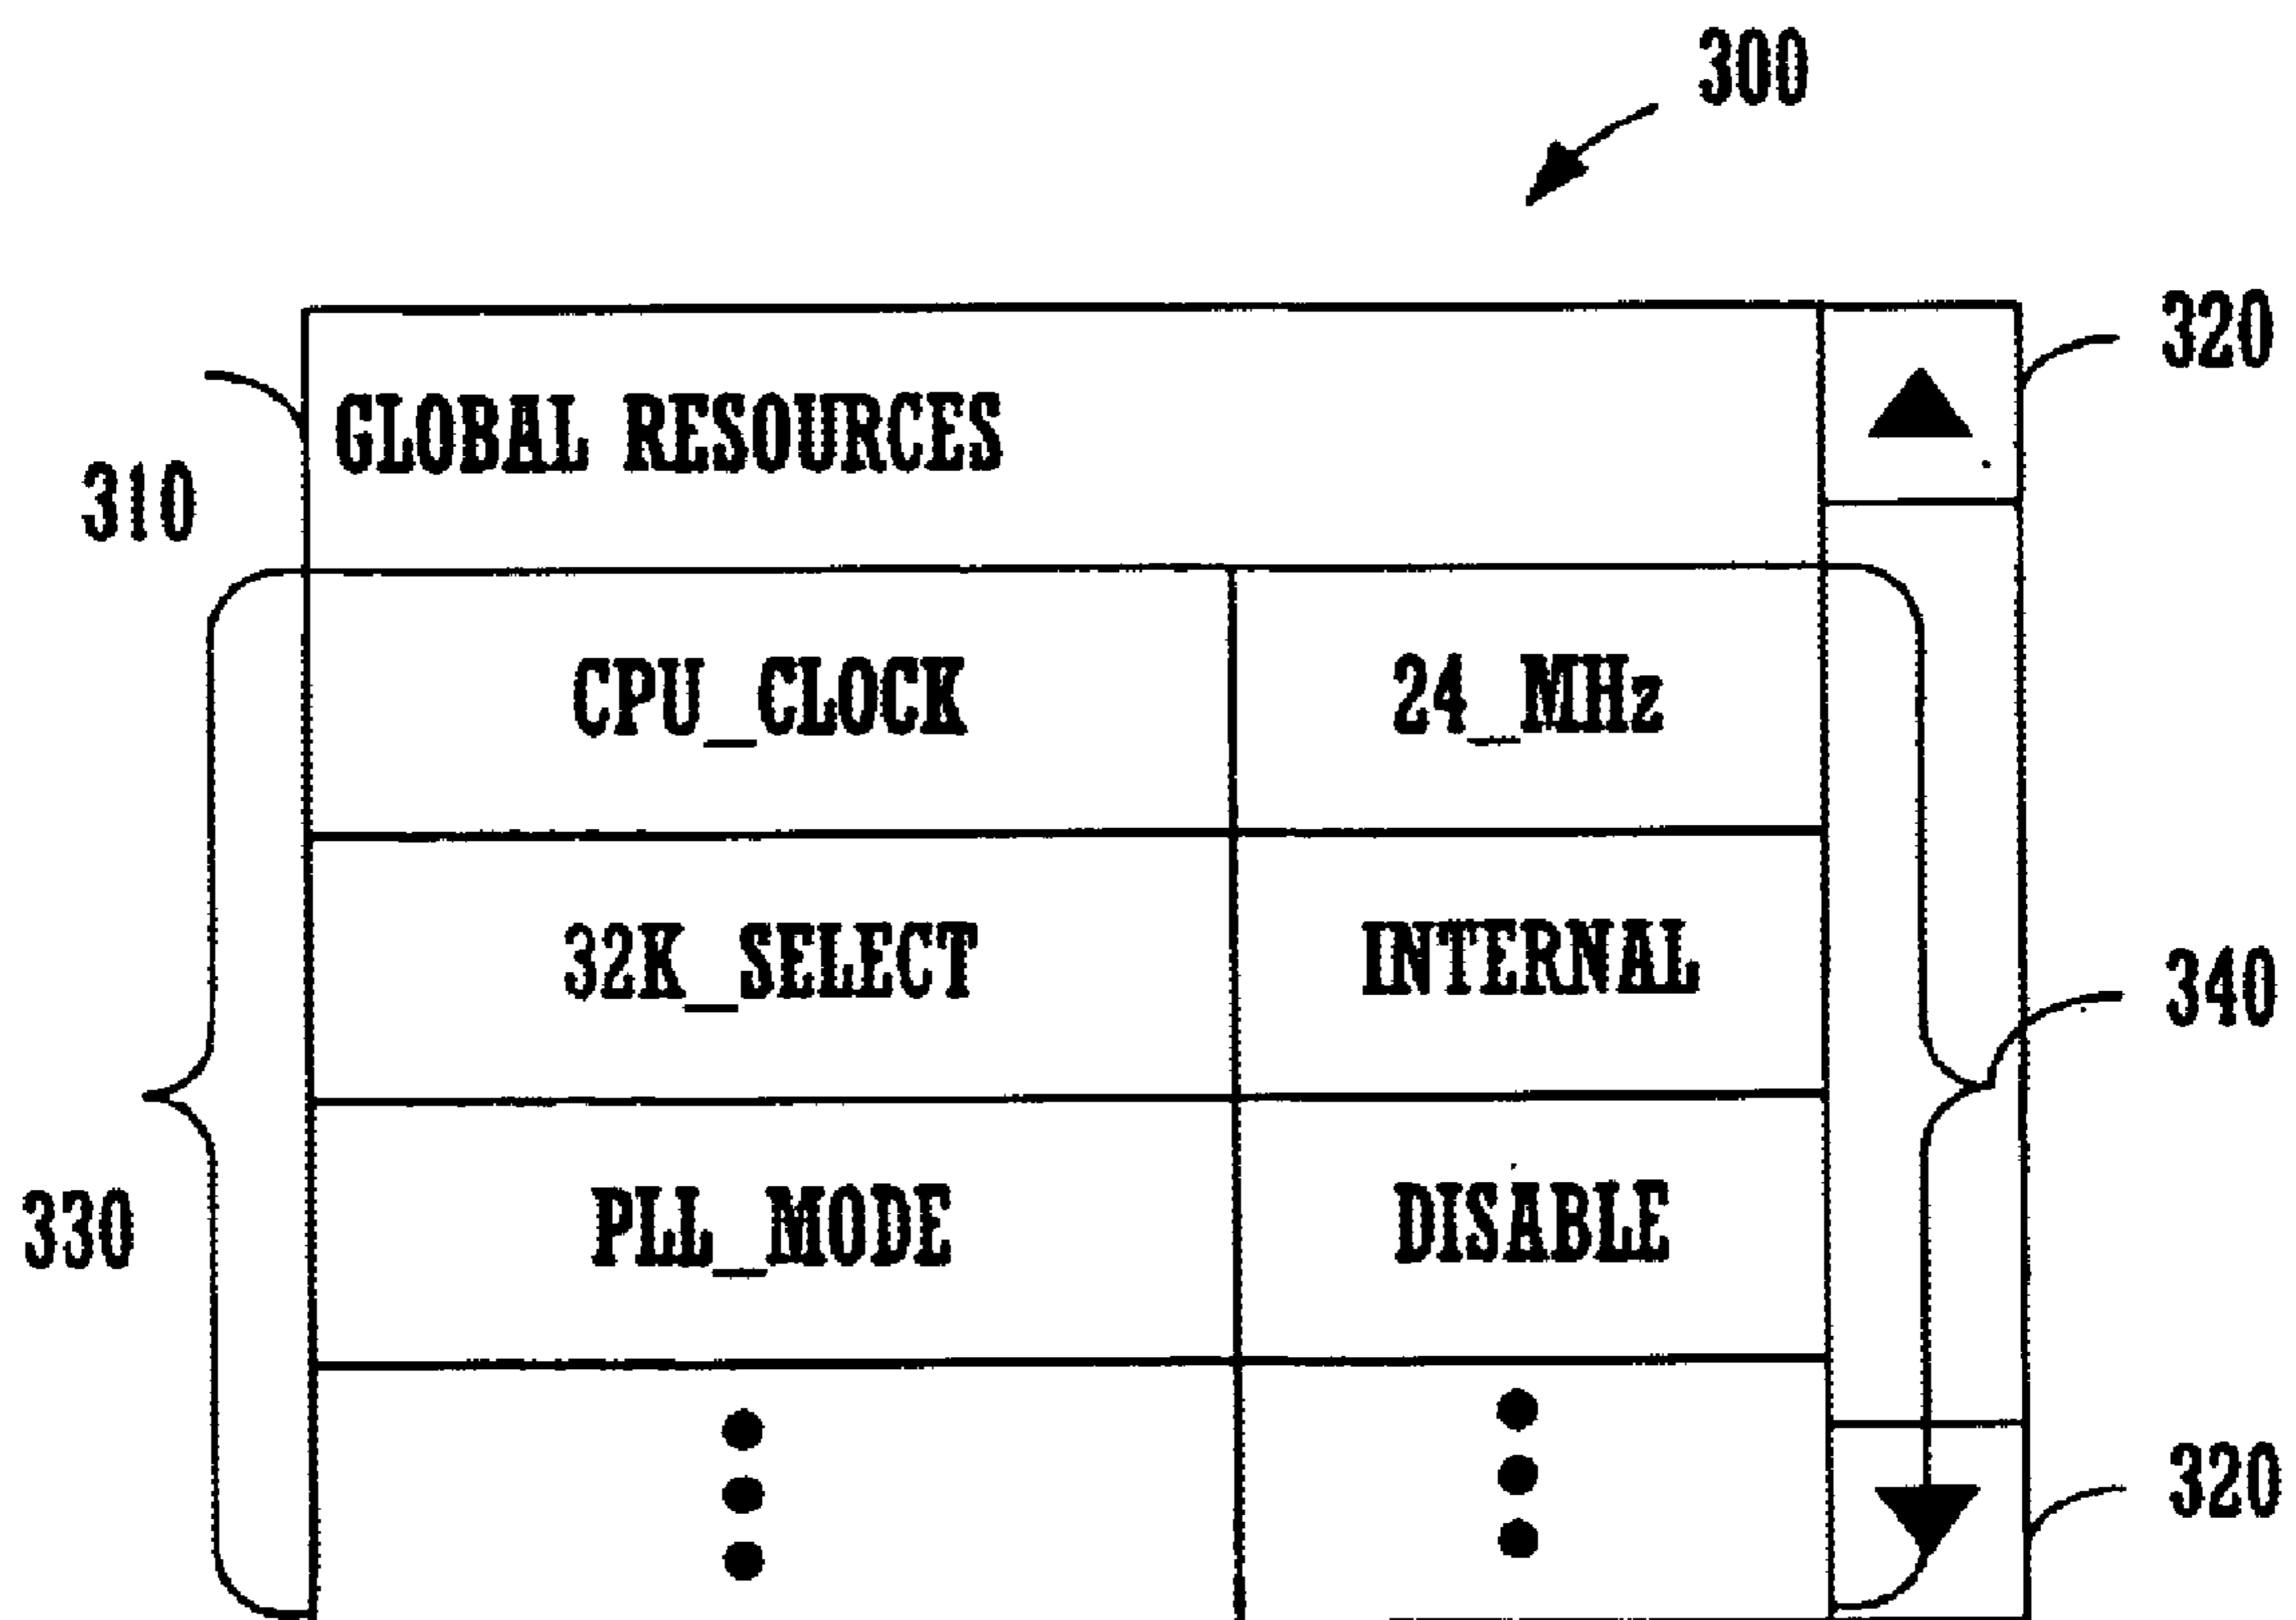 300
320
GLOBAL RESOURCES
310
CPU_CLOCK 24_MHz
32K_SELECT INTERNAL
340
PLL_MODE DISABLE
330
320